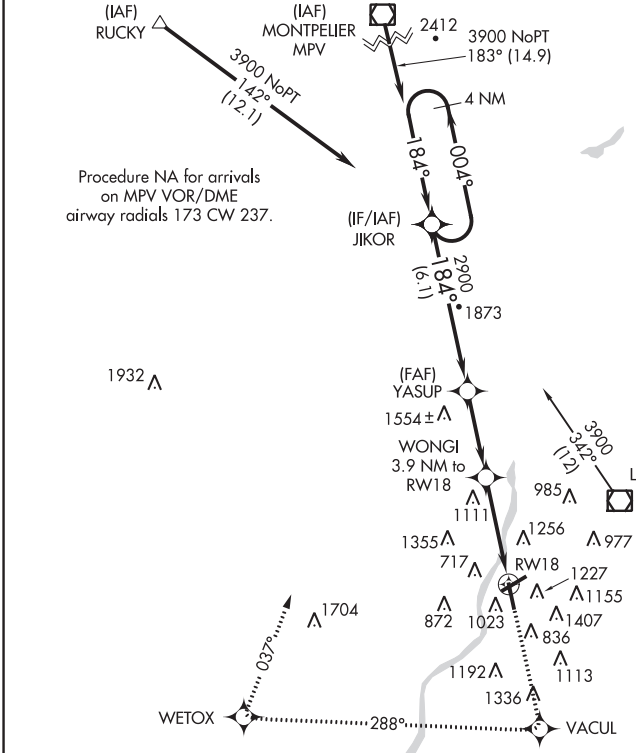 (IAF)
RUCKY
(IAF)
MONTPELIER
MPV
2412
3900 NoPT
183° (14.9)
3900 NoPT
142°
(12.1)
4 NM
184°
004°
Procedure NA for arrivals
on MPV VOR/DME
airway radials 173 CW 237.
(IF/IAF)
JIKOR
2900
184°
(6.1)
1873
1932
(FAF)
YASUP
1554 ±
3900
342°
(12)
WONGI
3.9 NM to
RW18
L
985
1111
1355
1256
977
717
RW18
1227
1155
1407
872
1023
836
1704
037°
1192
1113
1336
WETOX
288°
VACUL